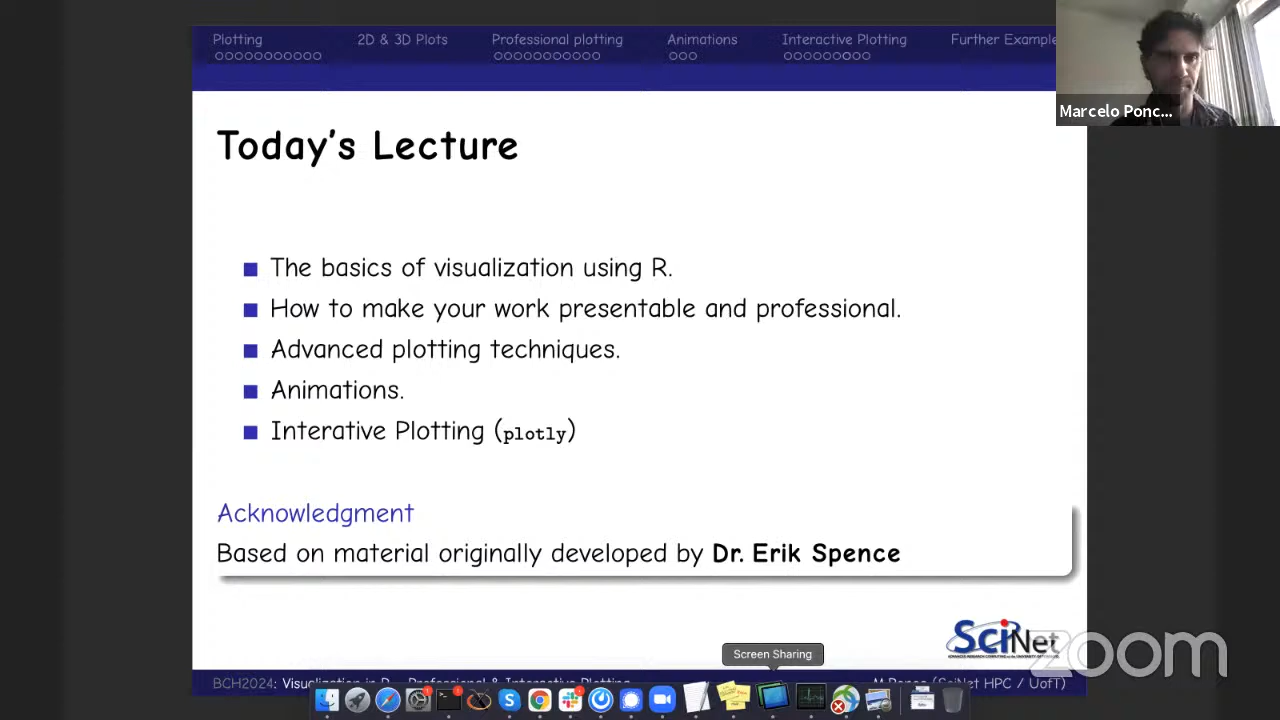 Plotting
2D & 3D Plots
Professional plotting
Animations
Interactive Plotting
Further Example
Marcelo Ponc...
Today's Lecture
The basics of visualization using R.
How to make your work presentable and professional.
Advanced plotting techniques.
Animations.
Interative Plotting (plotly)
Acknowledgment
Based on material originally developed by Dr. Erik Spence
SciNet
zoom
Screen Sharing
BCH2024: Visualization in R - Professional & Interactive Plotting
M Ponce (SciNet HPC / UofT)